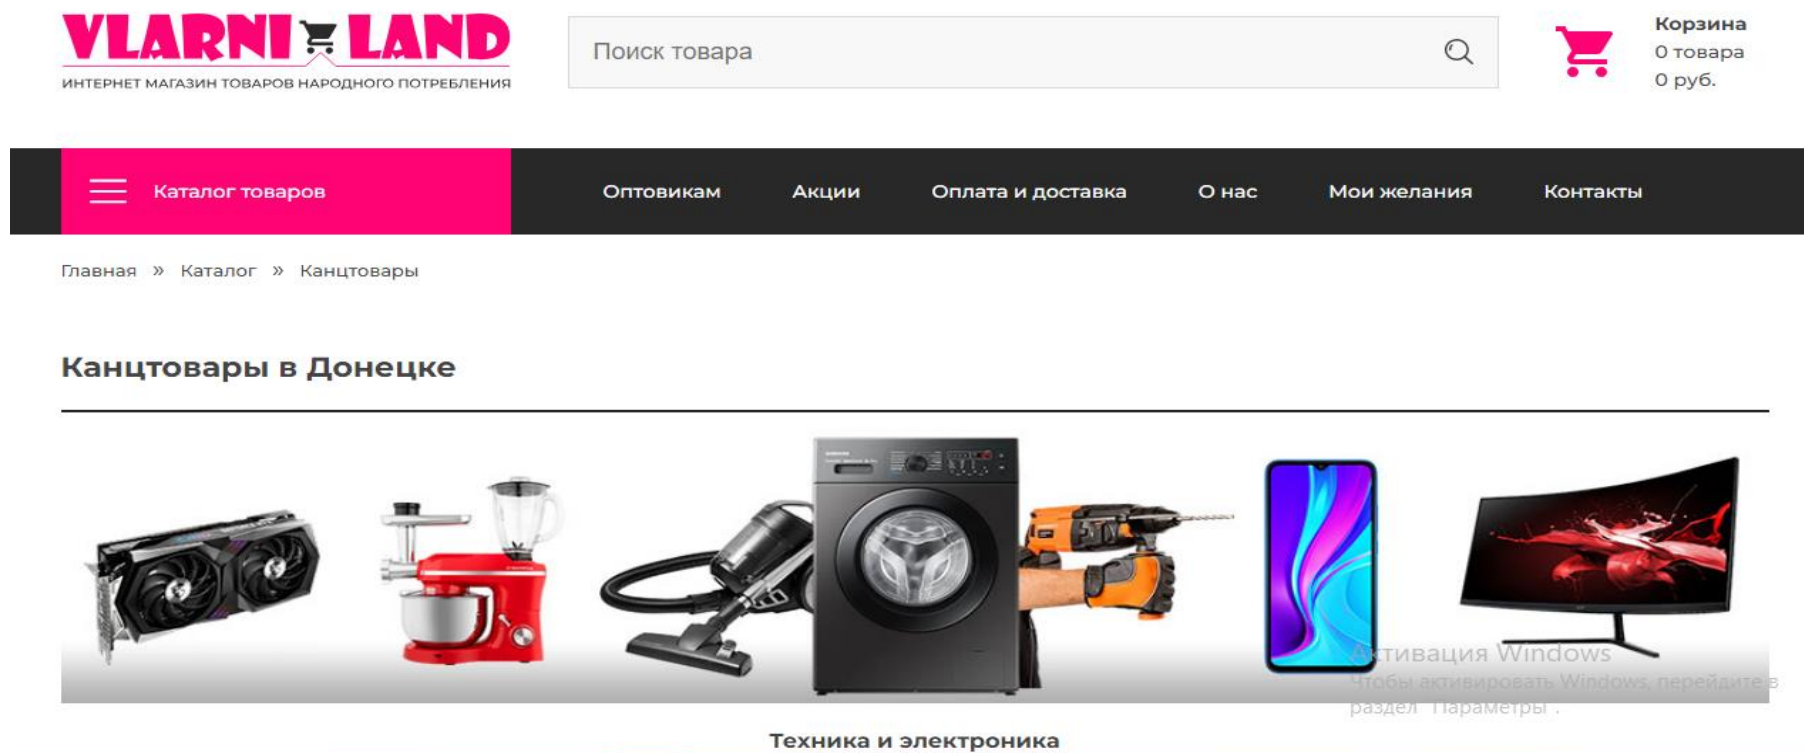 VLARNI LAND
ИНТЕРНЕТ МАГАЗИН ТОВАРОВ НАРОДНОГО ПОТРЕБЛЕНИЯ
Поиск товара
Корзина
0 товара
0 руб.
Каталог товаров
Оптовикам Акции Оплата и доставка О нас Мои желания Контакты
Главная » Каталог » Канцтовары
Канцтовары в Донецке
Активация Windows
Чтобы активировать Windows, перейдите в
раздел "Параметры".
Техника и электроника